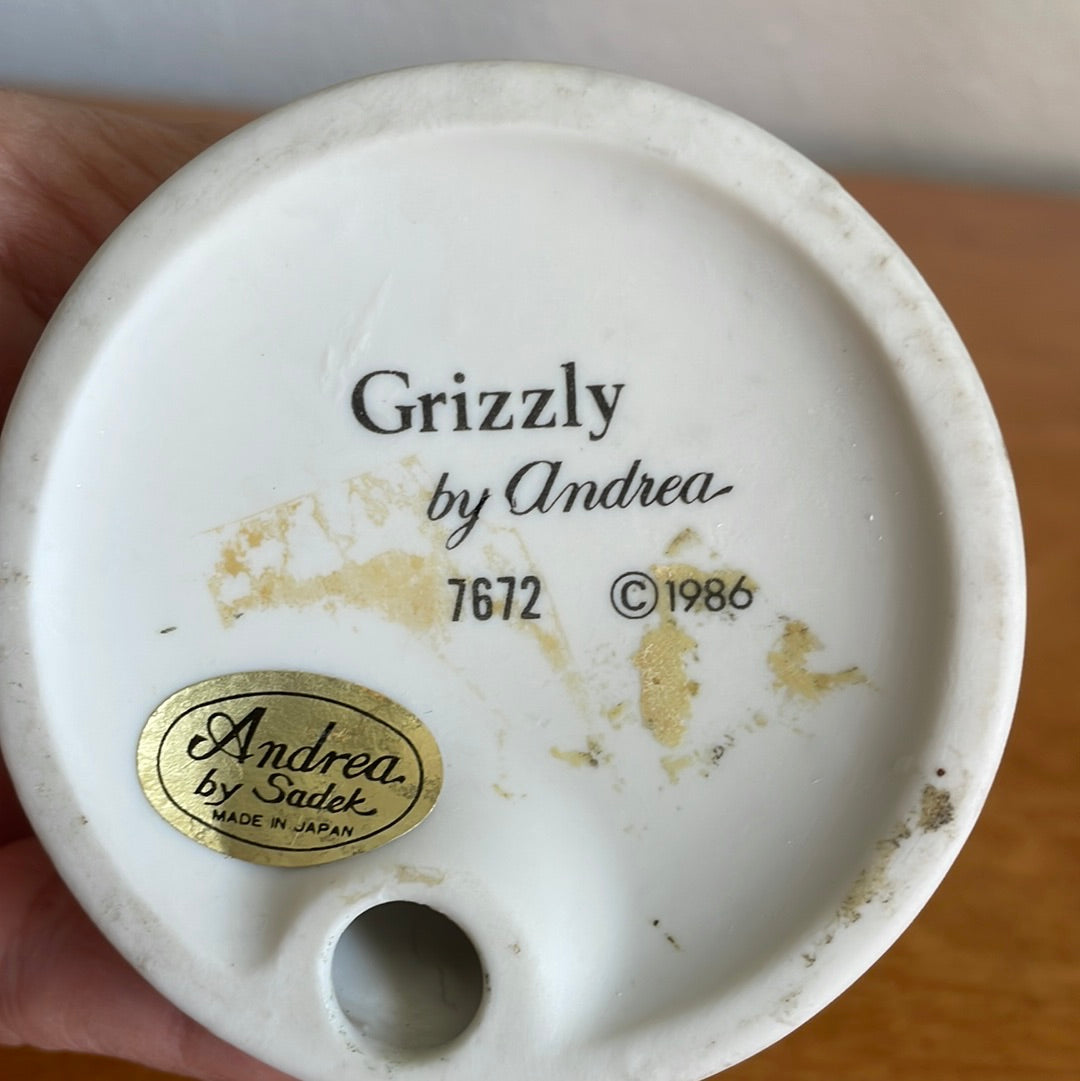 Grizzly
by Andrea
7672 ©1986
Andrea
by Sadek
MADE IN JAPAN